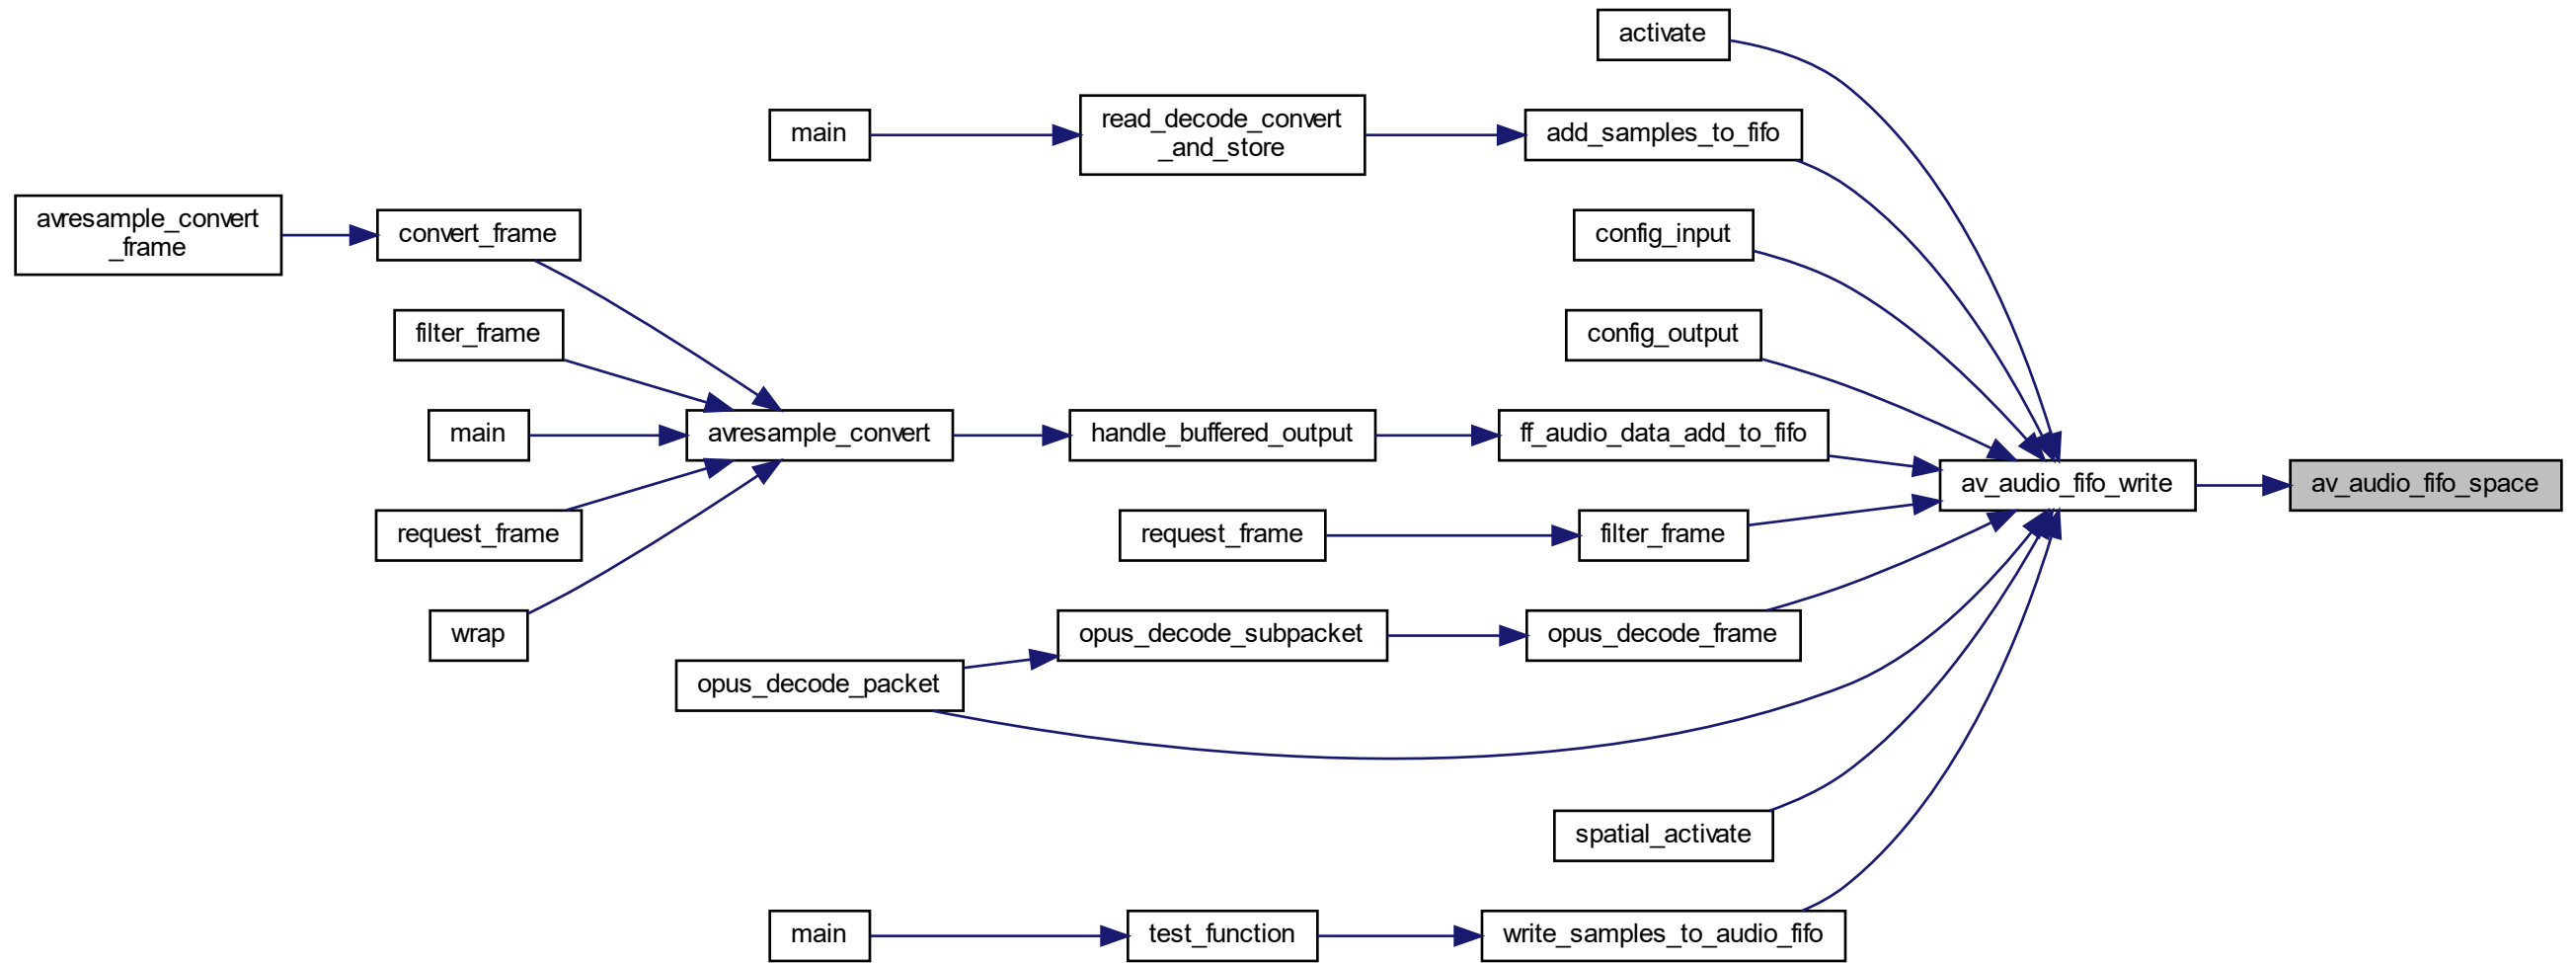 activate
main
read_decode_convert
_and_store
add_samples_to_fifo
avresample_convert
_frame
convert_frame
config_input
filter_frame
config_output
main
avresample_convert
handle_buffered_output
ff_audio_data_add_to_fifo
av_audio_fifo_write
av_audio_fifo_space
request_frame
request_frame
filter_frame
wrap
opus_decode_subpacket
opus_decode_frame
opus_decode_packet
spatial_activate
main
test_function
write_samples_to_audio_fifo